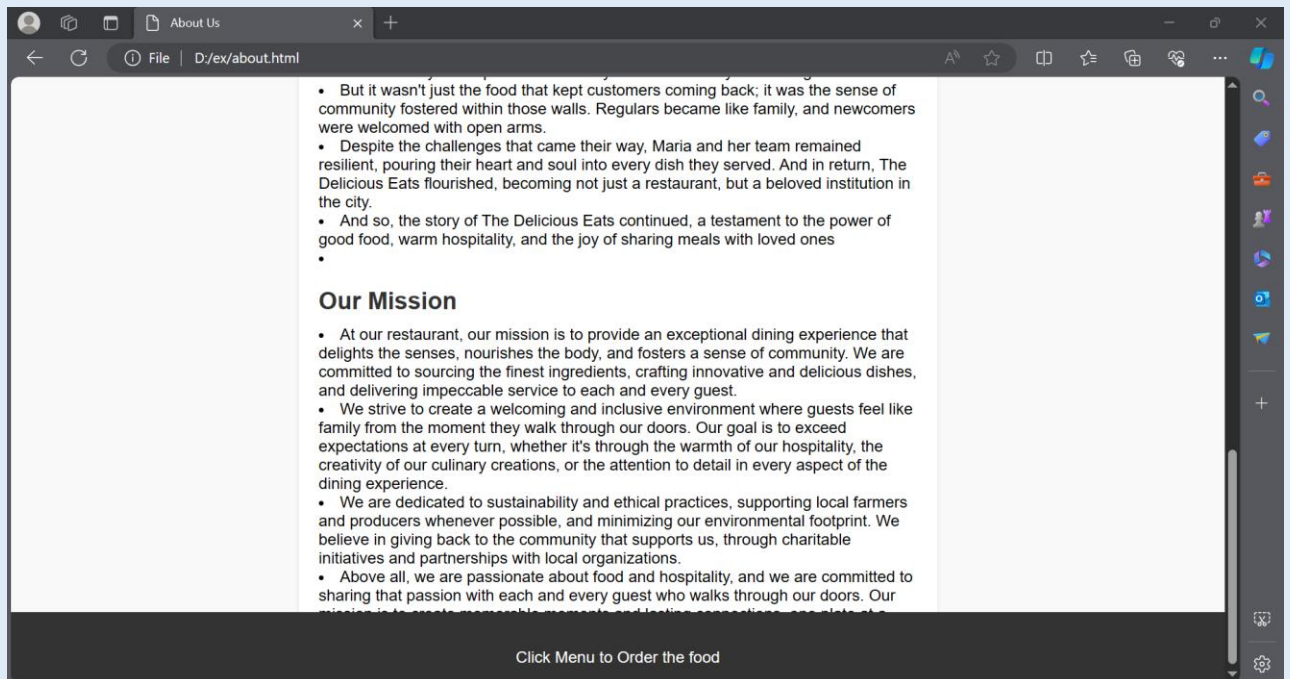 About Us
File | D:/ex/about.html
• But it wasn't just the food that kept customers coming back; it was the sense of
community fostered within those walls. Regulars became like family, and newcomers
were welcomed with open arms.
• Despite the challenges that came their way, Maria and her team remained
resilient, pouring their heart and soul into every dish they served. And in return, The
Delicious Eats flourished, becoming not just a restaurant, but a beloved institution in
the city.
• And so, the story of The Delicious Eats continued, a testament to the power of
good food, warm hospitality, and the joy of sharing meals with loved ones
•
Our Mission
• At our restaurant, our mission is to provide an exceptional dining experience that
delights the senses, nourishes the body, and fosters a sense of community. We are
committed to sourcing the finest ingredients, crafting innovative and delicious dishes,
and delivering impeccable service to each and every guest.
• We strive to create a welcoming and inclusive environment where guests feel like
family from the moment they walk through our doors. Our goal is to exceed
expectations at every turn, whether it's through the warmth of our hospitality, the
creativity of our culinary creations, or the attention to detail in every aspect of the
dining experience.
• We are dedicated to sustainability and ethical practices, supporting local farmers
and producers whenever possible, and minimizing our environmental footprint. We
believe in giving back to the community that supports us, through charitable
initiatives and partnerships with local organizations.
• Above all, we are passionate about food and hospitality, and we are committed to
sharing that passion with each and every guest who walks through our doors. Our
mission is to create memorable moments and lasting connections, one plate at a
Click Menu to Order the food